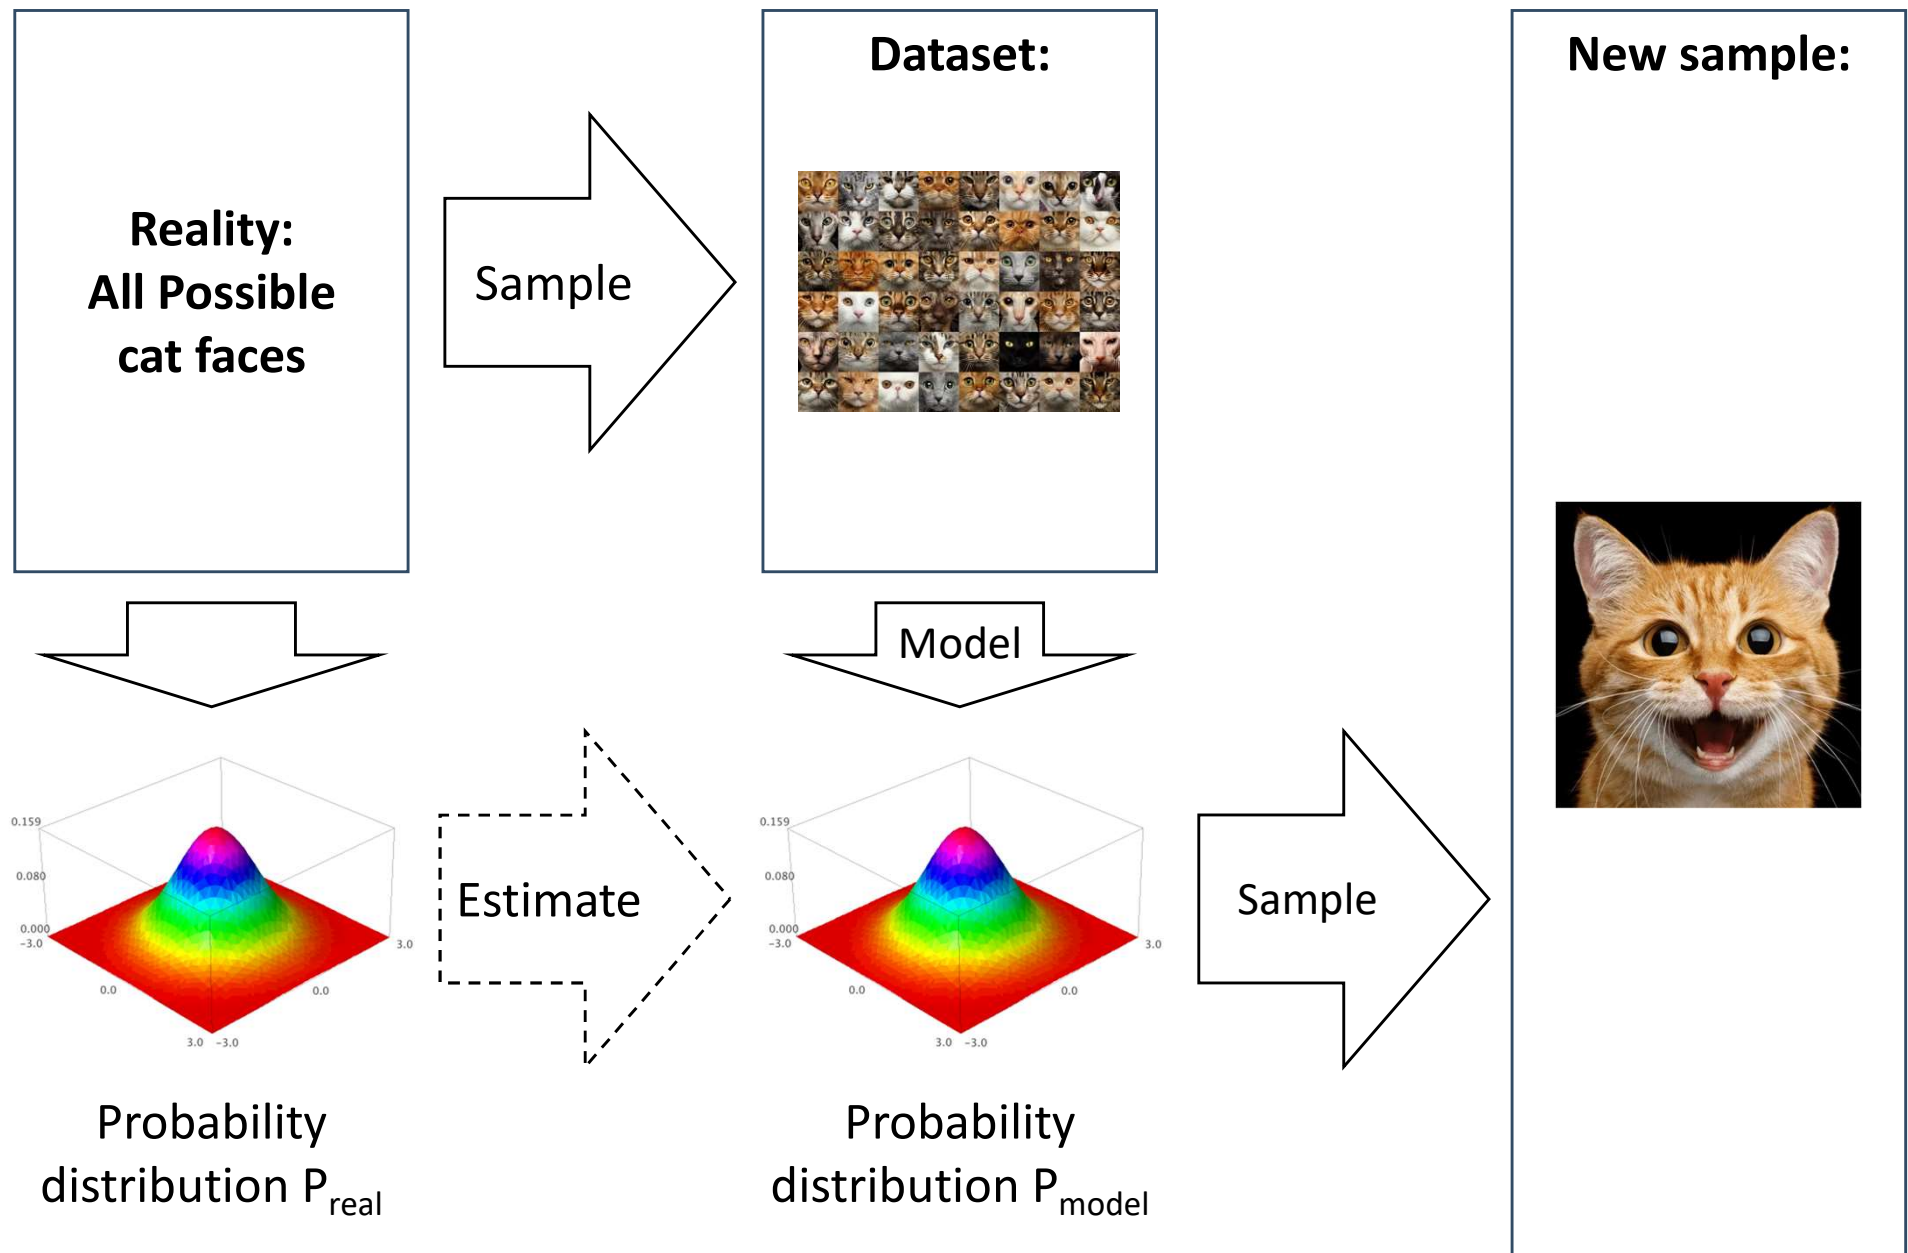 Reality:
All Possible
cat faces
Sample
Dataset:
New sample:
Model
0.159
0.080
0.000
−3.0
0.0
3.0 −3.0
0.0
3.0
Estimate
0.159
0.080
0.000
−3.0
0.0
3.0 −3.0
0.0
3.0
Sample
Probability
distribution Preal
Probability
distribution Pmodel